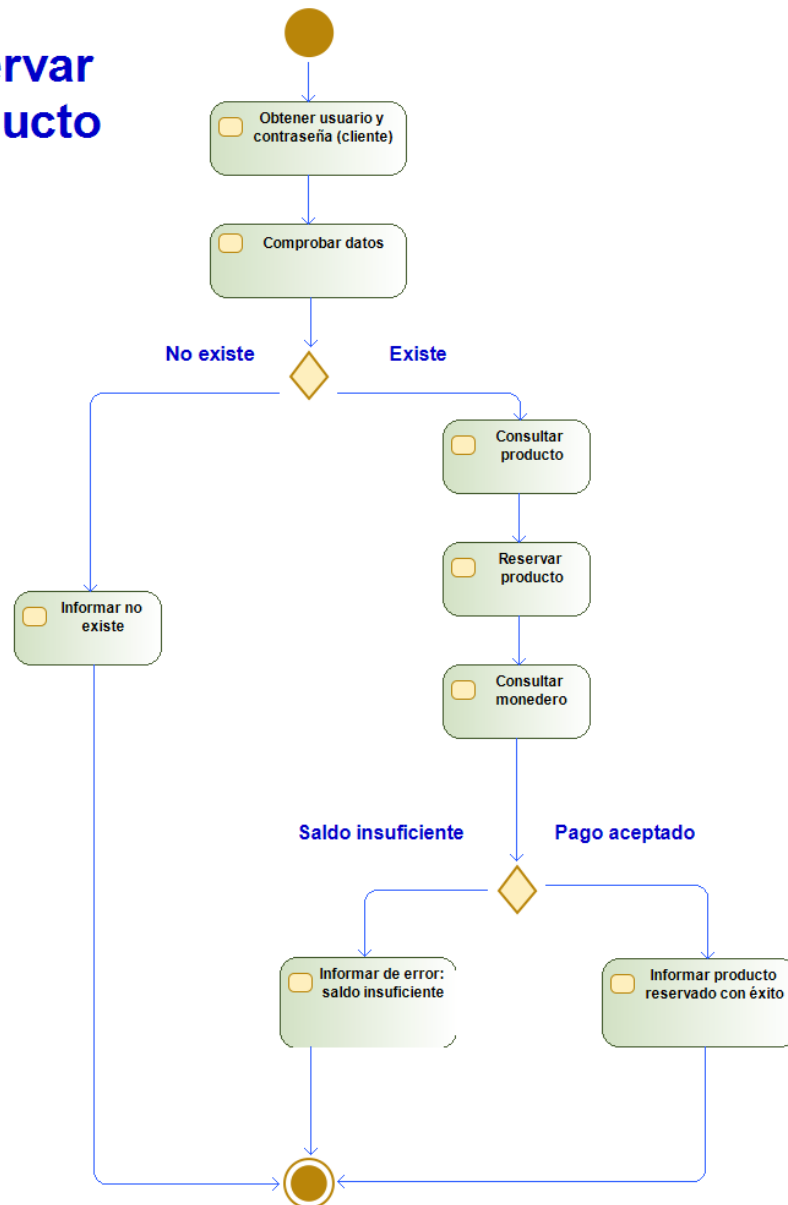 ervar
ucto
Obtener usuario y
contraseña (cliente)
Comprobar datos
No existe
Existe
Consultar
producto
Reservar
producto
Informar no
existe
Consultar
monedero
Saldo insuficiente
Pago aceptado
Informar de error:
saldo insuficiente
Informar producto
reservado con éxito